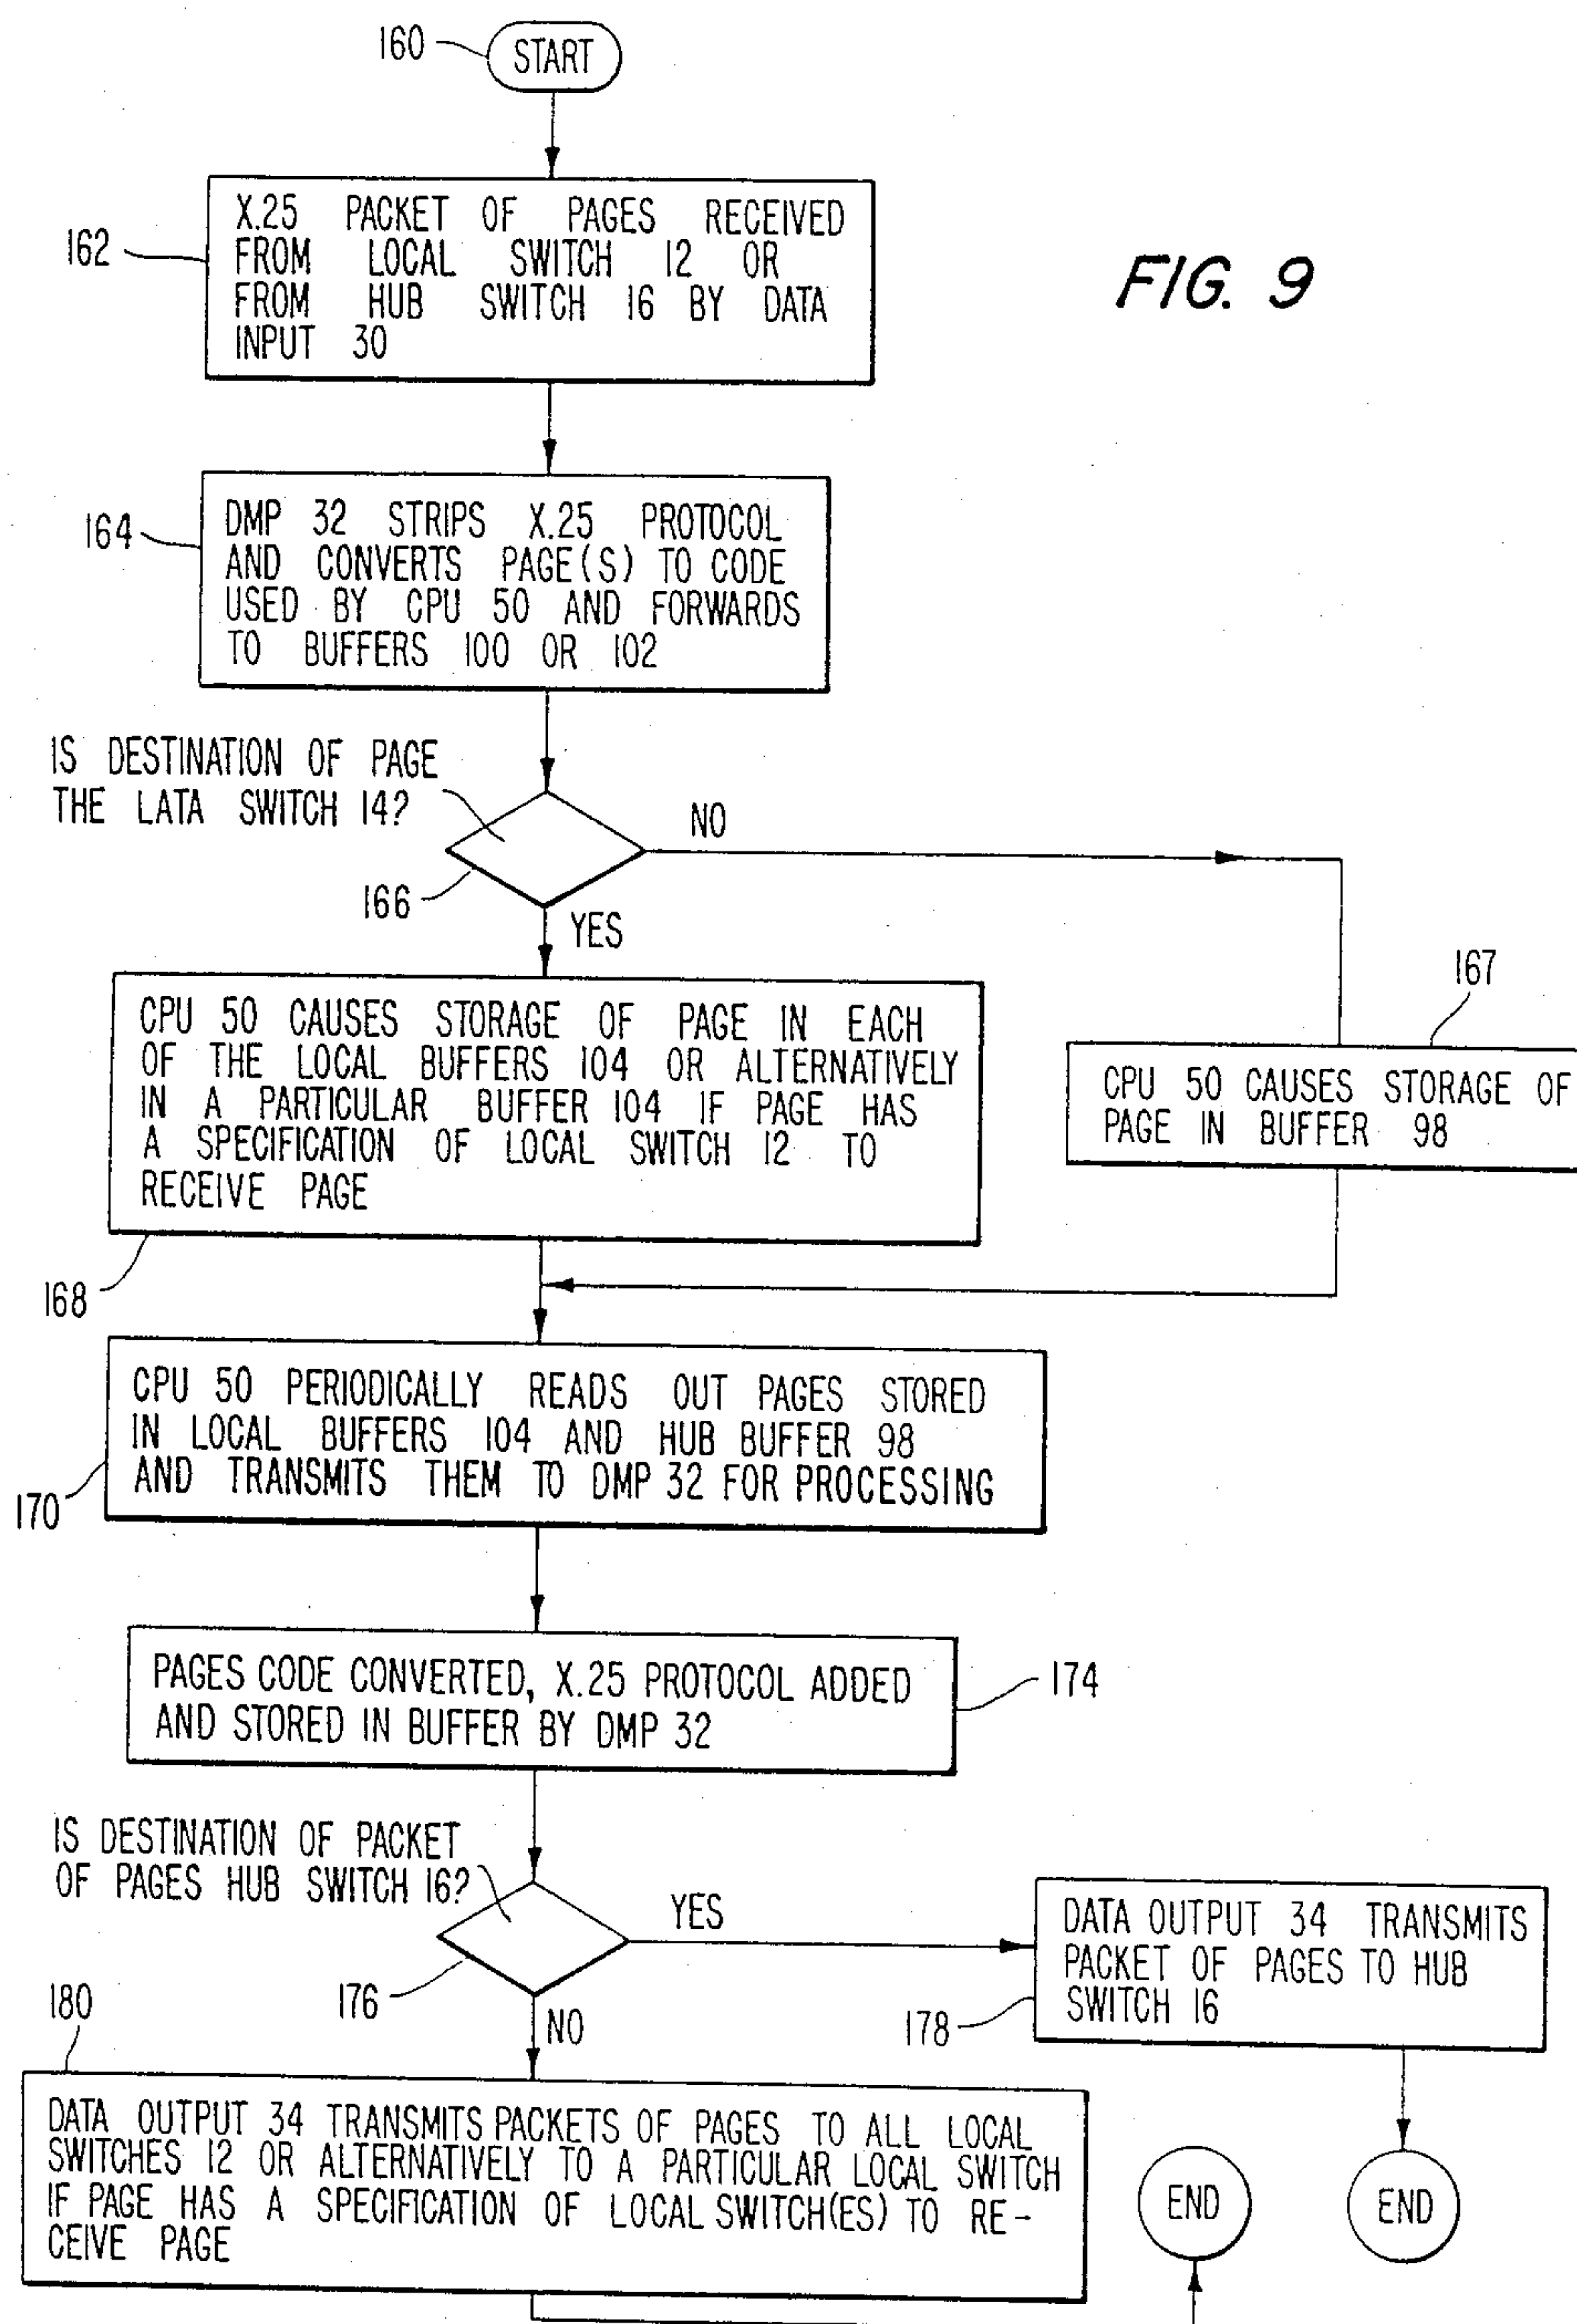 160
START
162
X.25 PACKET OF PAGES RECEIVED
FROM LOCAL SWITCH 12 OR
FROM HUB SWITCH 16 BY DATA
INPUT 30
FIG. 9
164
DMP 32 STRIPS X.25 PROTOCOL
AND CONVERTS PAGE(S) TO CODE
USED BY CPU 50 AND FORWARDS
TO BUFFERS 100 OR 102
IS DESTINATION OF PAGE
THE LATA SWITCH 14?
NO
166
YES
167
CPU 50 CAUSES STORAGE OF PAGE IN EACH
OF THE LOCAL BUFFERS 104 OR ALTERNATIVELY
IN A PARTICULAR BUFFER 104 IF PAGE HAS
A SPECIFICATION OF LOCAL SWITCH 12 TO
RECEIVE PAGE
CPU 50 CAUSES STORAGE OF
PAGE IN BUFFER 98
168
CPU 50 PERIODICALLY READS OUT PAGES STORED
IN LOCAL BUFFERS 104 AND HUB BUFFER 98
AND TRANSMITS THEM TO DMP 32 FOR PROCESSING
170
PAGES CODE CONVERTED, X.25 PROTOCOL ADDED
AND STORED IN BUFFER BY DMP 32
174
IS DESTINATION OF PACKET
OF PAGES HUB SWITCH 16?
YES
176
NO
DATA OUTPUT 34 TRANSMITS
PACKET OF PAGES TO HUB
SWITCH 16
178
180
DATA OUTPUT 34 TRANSMITS PACKETS OF PAGES TO ALL LOCAL
SWITCHES 12 OR ALTERNATIVELY TO A PARTICULAR LOCAL SWITCH
IF PAGE HAS A SPECIFICATION OF LOCAL SWITCH(ES) TO RE-
CEIVE PAGE
END
END